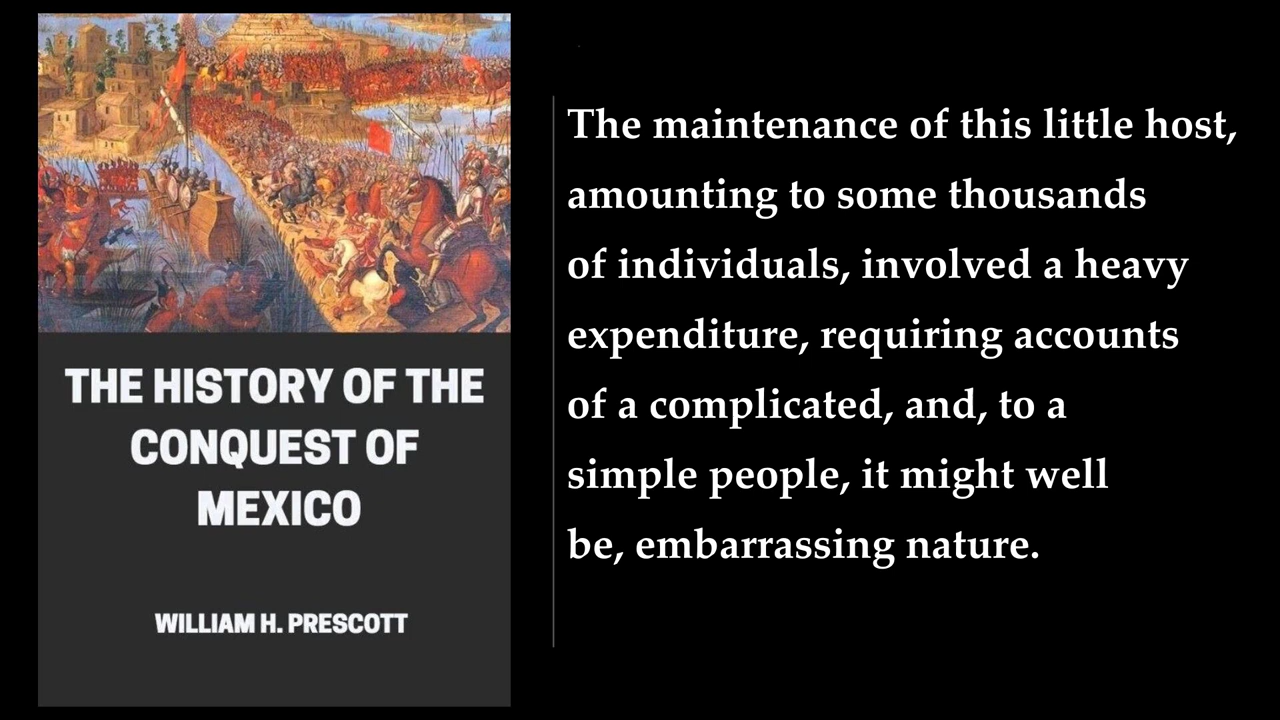 THE HISTORY OF THE
CONQUEST OF
MEXICO
WILLIAM H. PRESCOTT
The maintenance of this little host,
amounting to some thousands
of individuals, involved a heavy
expenditure, requiring accounts
of a complicated, and, to a
simple people, it might well
be, embarrassing nature.